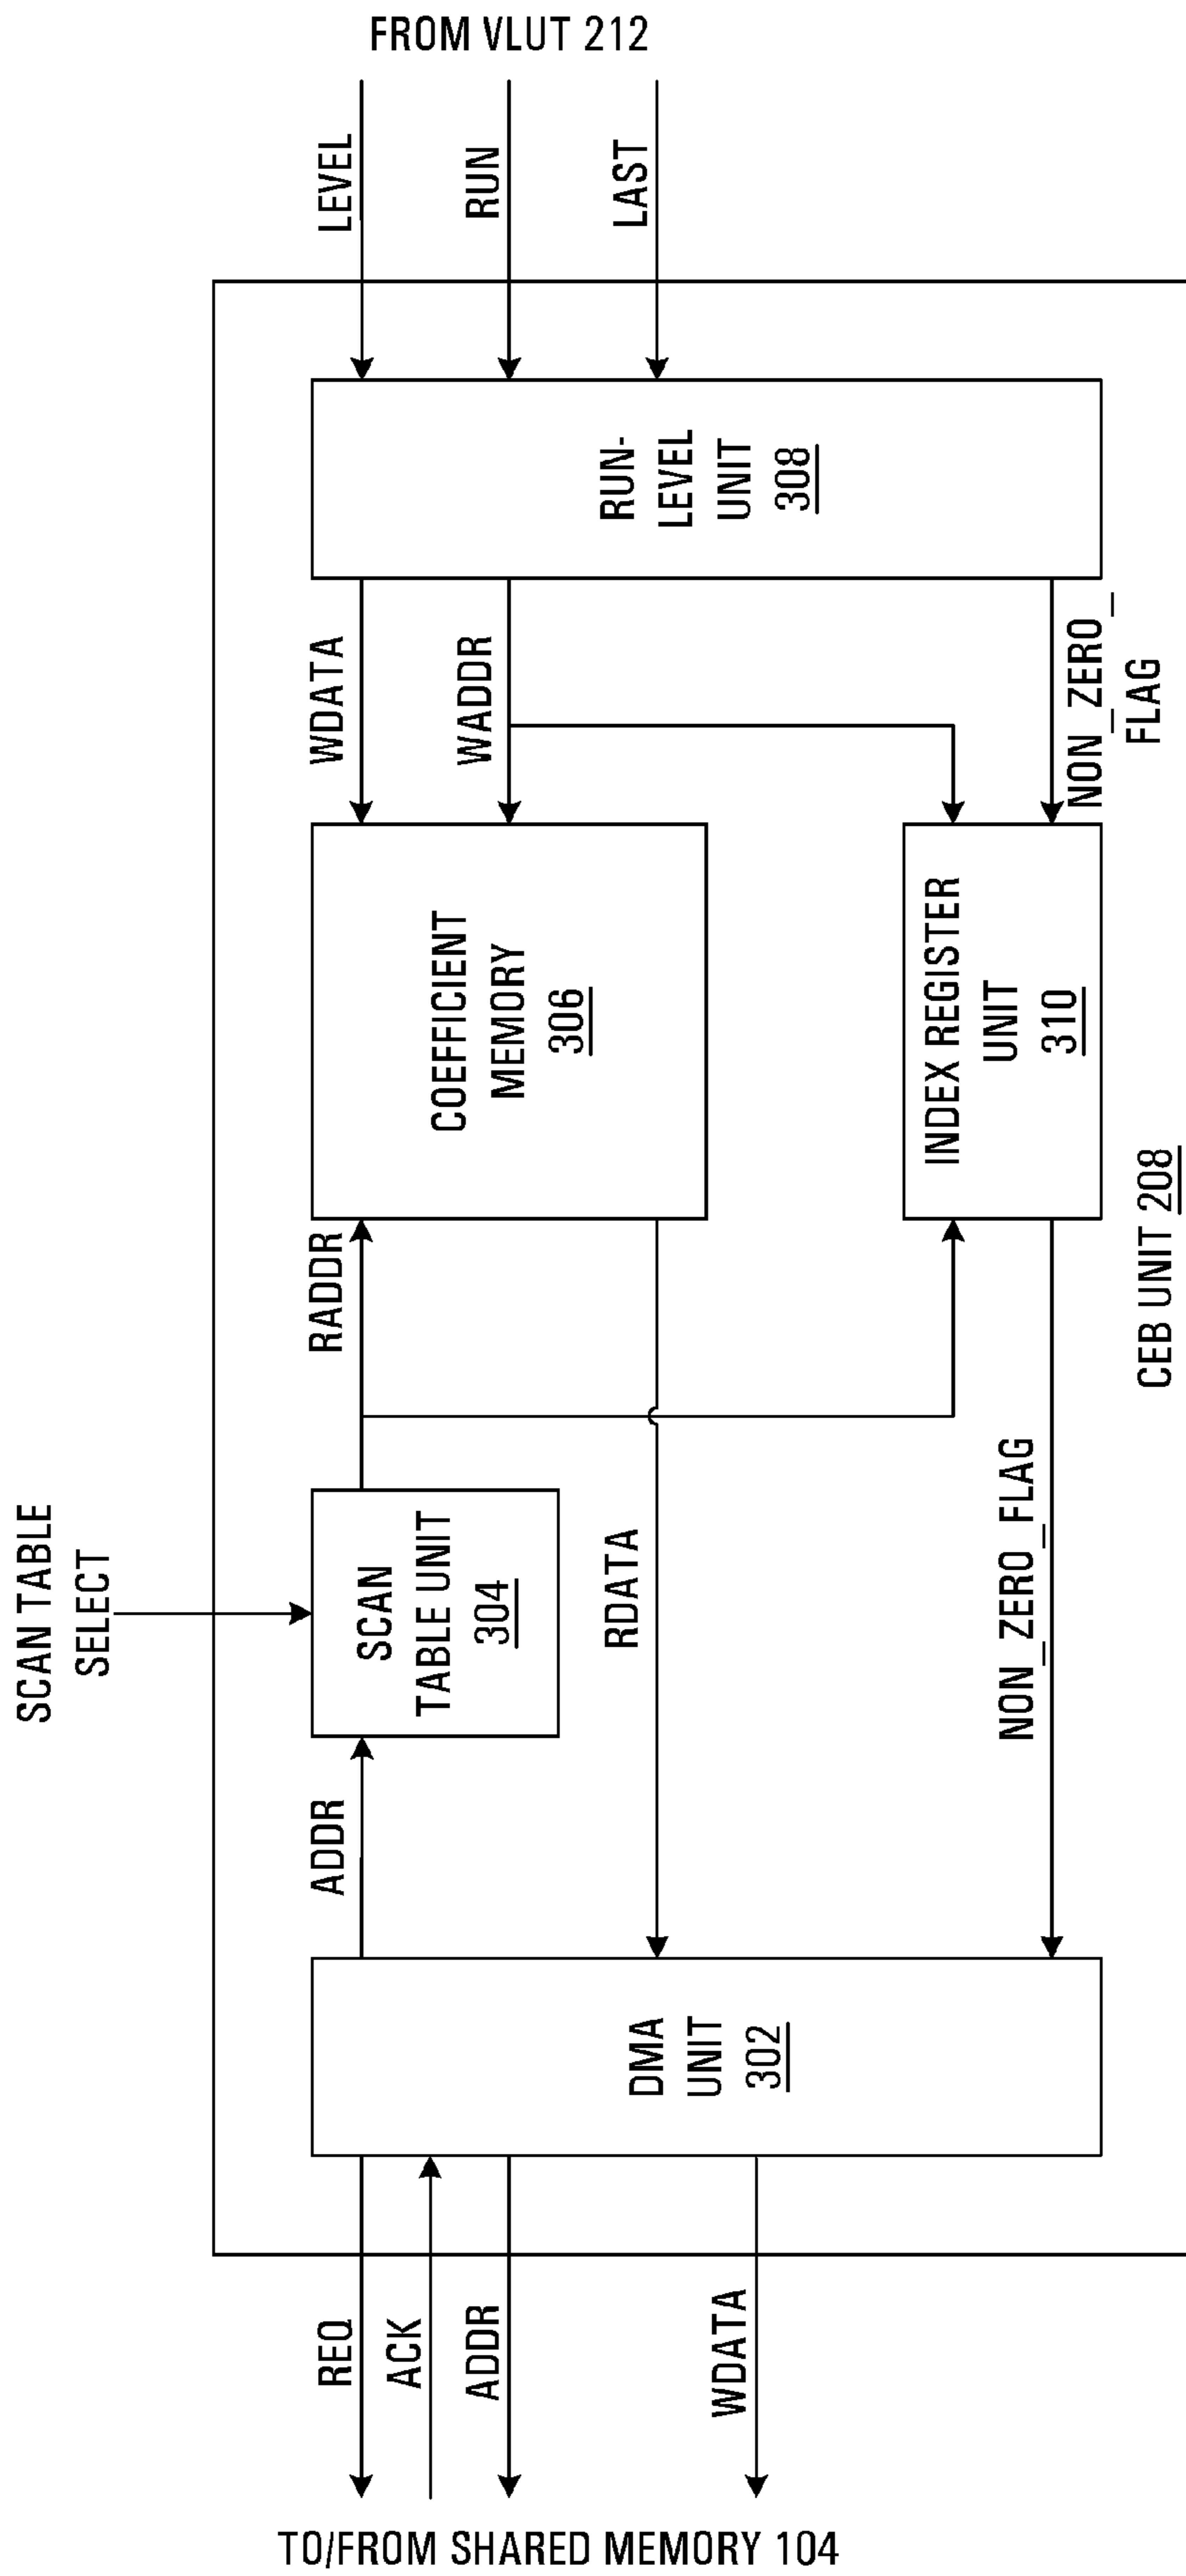 FROM VLUT 212
LEVEL
RUN
LAST
RUN-
LEVEL
UNIT
308
WDATA
WADDR
NON_ZERO_
FLAG
COEFFICIENT
MEMORY
306
INDEX REGISTER
UNIT
310
CEB UNIT 208
RADDR
SCAN TABLE
SELECT
SCAN
TABLE UNIT
304
RDATA
NON_ZERO_FLAG
ADDR
DMA
UNIT
302
REQ
ACK
ADDR
WDATA
TO/FROM SHARED MEMORY 104